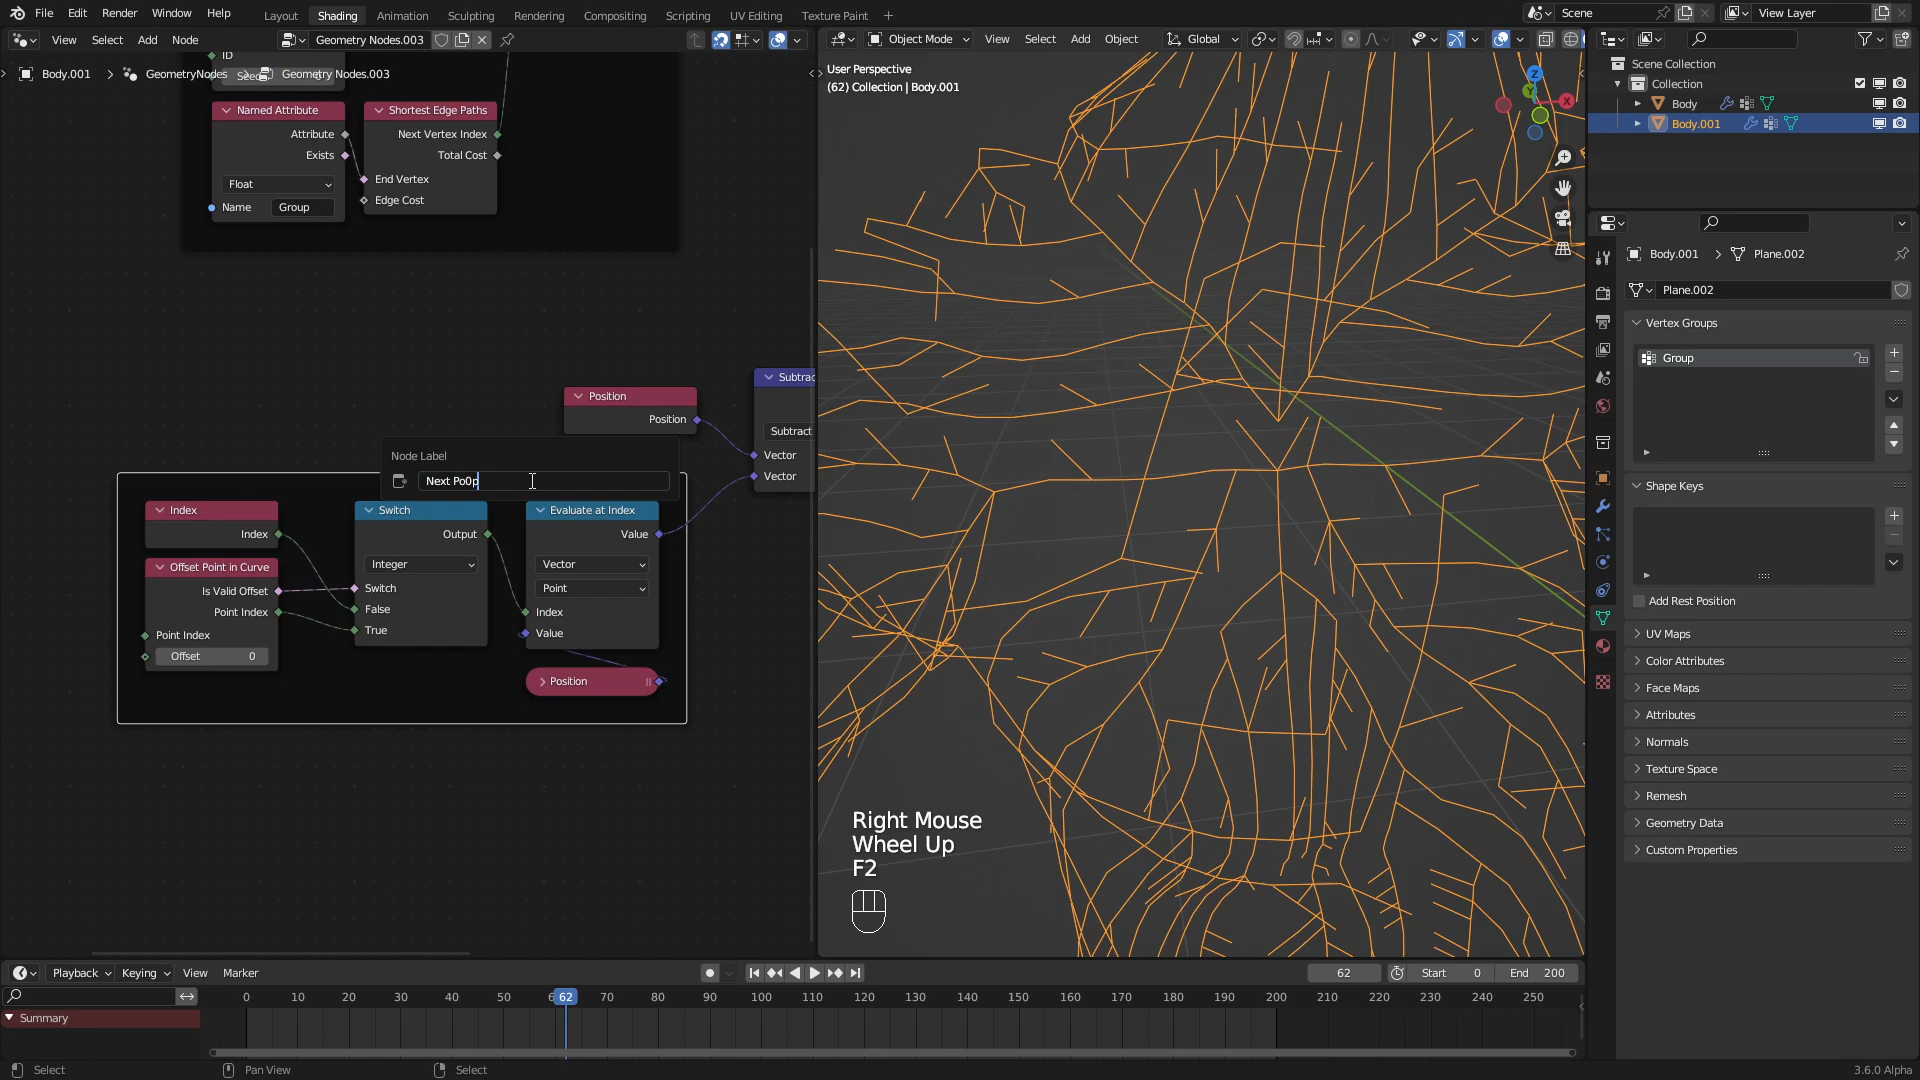 File Edit Render Window Help Layout Shading Animation Sculpting Rendering Compositing Scripting UV Editing Texture Paint + Scene View Layer
View Select Add Node Geometry Nodes.003 Object Mode View Select Add Object Global
ID
Body.001 > GeometryNodes > Geometry Nodes.003
Seed
Named Attribute
Attribute
Exists
Float
Name Group
Shortest Edge Paths
Next Vertex Index
Total Cost
End Vertex
Edge Cost
Position
Position
Subtrac
Subtract
Vector
Vector
Node Label
Next Po0p
Index
Index
Offset Point in Curve
Is Valid Offset
Point Index
Point Index
Offset 0
Switch
Output
Integer
Switch
False
True
Evaluate at Index
Value
Vector
Point
Index
Value
Position
User Perspective
(62) Collection | Body.001
Z
Y
X
Right Mouse
Wheel Up
F2
Scene Collection
Collection
Body
Body.001
Body.001 > Plane.002
Plane.002
Vertex Groups
Group
Shape Keys
Add Rest Position
UV Maps
Color Attributes
Face Maps
Attributes
Normals
Texture Space
Remesh
Geometry Data
Custom Properties
Playback Keying View Marker 62 Start 0 End 200
0 10 20 30 40 50 62 70 80 90 100 110 120 130 140 150 160 170 180 190 200 210 220 230 240 250
Summary
Select Pan View Select 3.6.0 Alpha